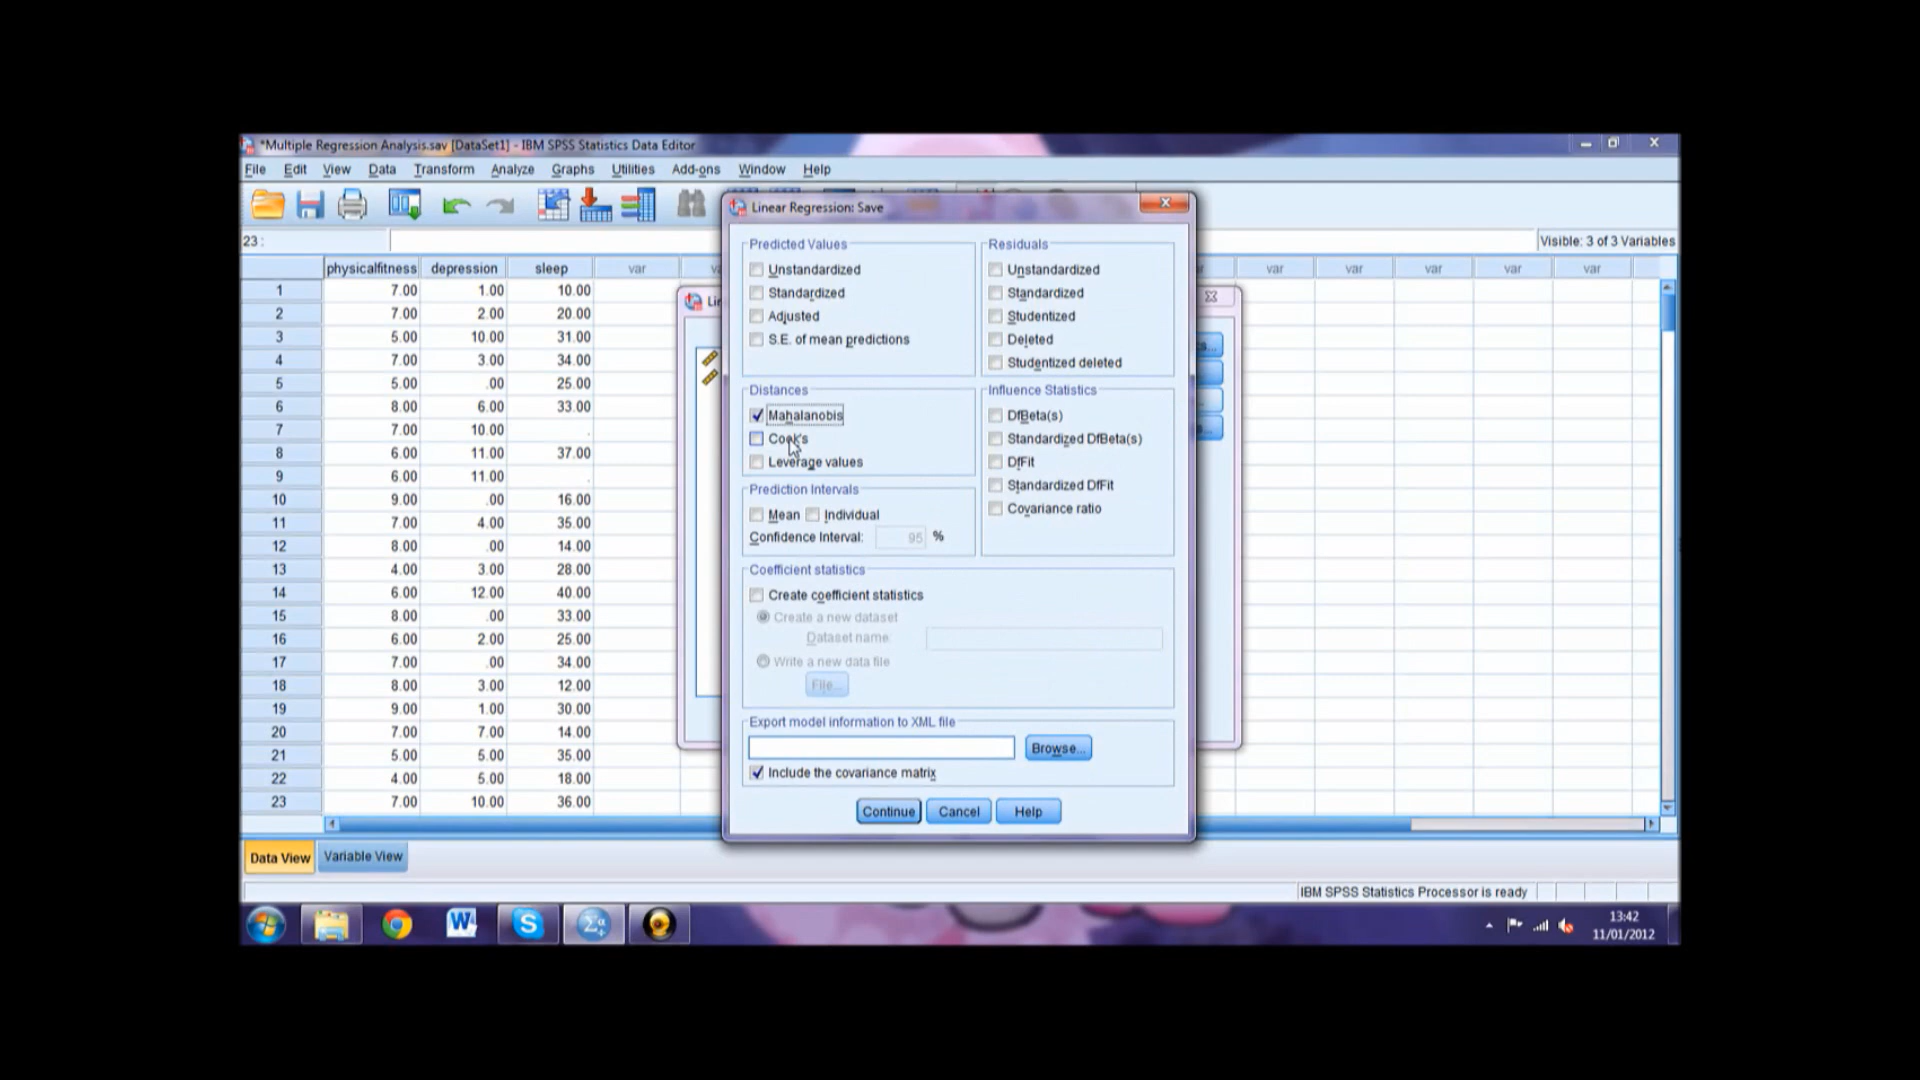 *Multiple Regression Analysis.sav [DataSet1] - IBM SPSS Statistics Data Editor
File Edit View Data Transform Analyze Graphs Utilities Add-ons Window Help
23 :
Visible: 3 of 3 Variables
physicalfitness depression sleep var var var var var var
1 7.00 1.00 10.00
2 7.00 2.00 20.00
3 5.00 10.00 31.00
4 7.00 3.00 34.00
5 5.00 .00 25.00
6 8.00 6.00 33.00
7 7.00 10.00 .
8 6.00 11.00 37.00
9 6.00 11.00 .
10 9.00 .00 16.00
11 7.00 4.00 35.00
12 8.00 .00 14.00
13 4.00 3.00 28.00
14 6.00 12.00 40.00
15 8.00 .00 33.00
16 6.00 2.00 25.00
17 7.00 .00 34.00
18 8.00 3.00 12.00
19 9.00 1.00 30.00
20 7.00 7.00 14.00
21 5.00 5.00 35.00
22 4.00 5.00 18.00
23 7.00 10.00 36.00
Linear Regression: Save
Predicted Values
Unstandardized
Standardized
Adjusted
S.E. of mean predictions
Residuals
Unstandardized
Standardized
Studentized
Deleted
Studentized deleted
Distances
Mahalanobis
Cook's
Leverage values
Influence Statistics
DfBeta(s)
Standardized DfBeta(s)
DfFit
Standardized DfFit
Covariance ratio
Prediction Intervals
Mean Individual
Confidence Interval: 95 %
Coefficient statistics
Create coefficient statistics
Create a new dataset
Dataset name
Write a new data file
File...
Export model information to XML file
Browse...
Include the covariance matrix
Continue Cancel Help
Data View Variable View
IBM SPSS Statistics Processor is ready
13:42
11/01/2012